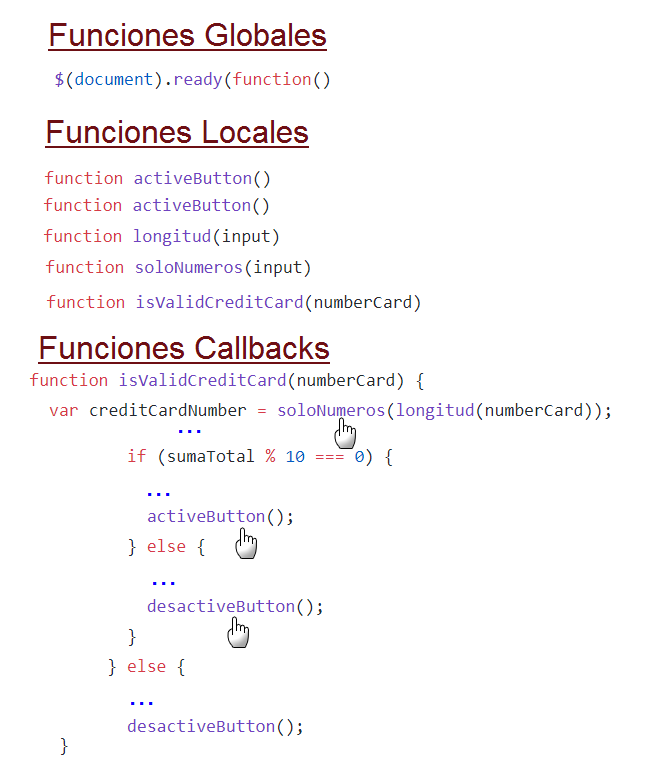 Funciones Globales
$(document).ready(function()
Funciones Locales
function activeButton()
function activeButton()
function longitud(input)
function soloNumeros(input)
function isValidCreditCard(numberCard)
Funciones Callbacks
function isValidCreditCard(numberCard) {
var creditCardNumber = soloNumeros(longitud(numberCard));
...
if (sumaTotal % 10 === 0) {
...
activeButton();
} else {
...
desactiveButton();
}
} else {
...
desactiveButton();
}